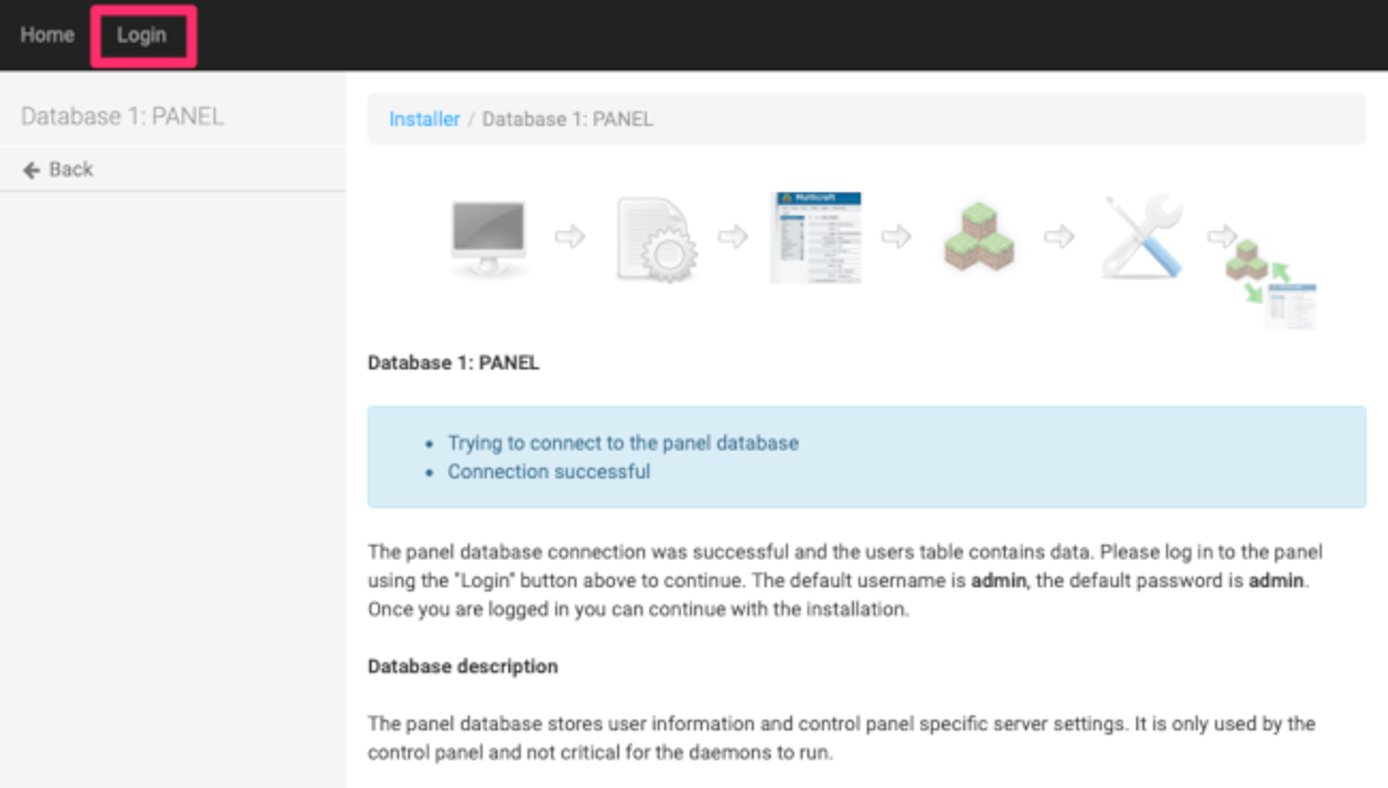 Home Login
Database 1: PANEL
Back
Installer / Database 1: PANEL
Multicraft
Database 1: PANEL
• Trying to connect to the panel database
• Connection successful
The panel database connection was successful and the users table contains data. Please log in to the panel
using the "Login" button above to continue. The default username is admin, the default password is admin.
Once you are logged in you can continue with the installation.
Database description
The panel database stores user information and control panel specific server settings. It is only used by the
control panel and not critical for the daemons to run.